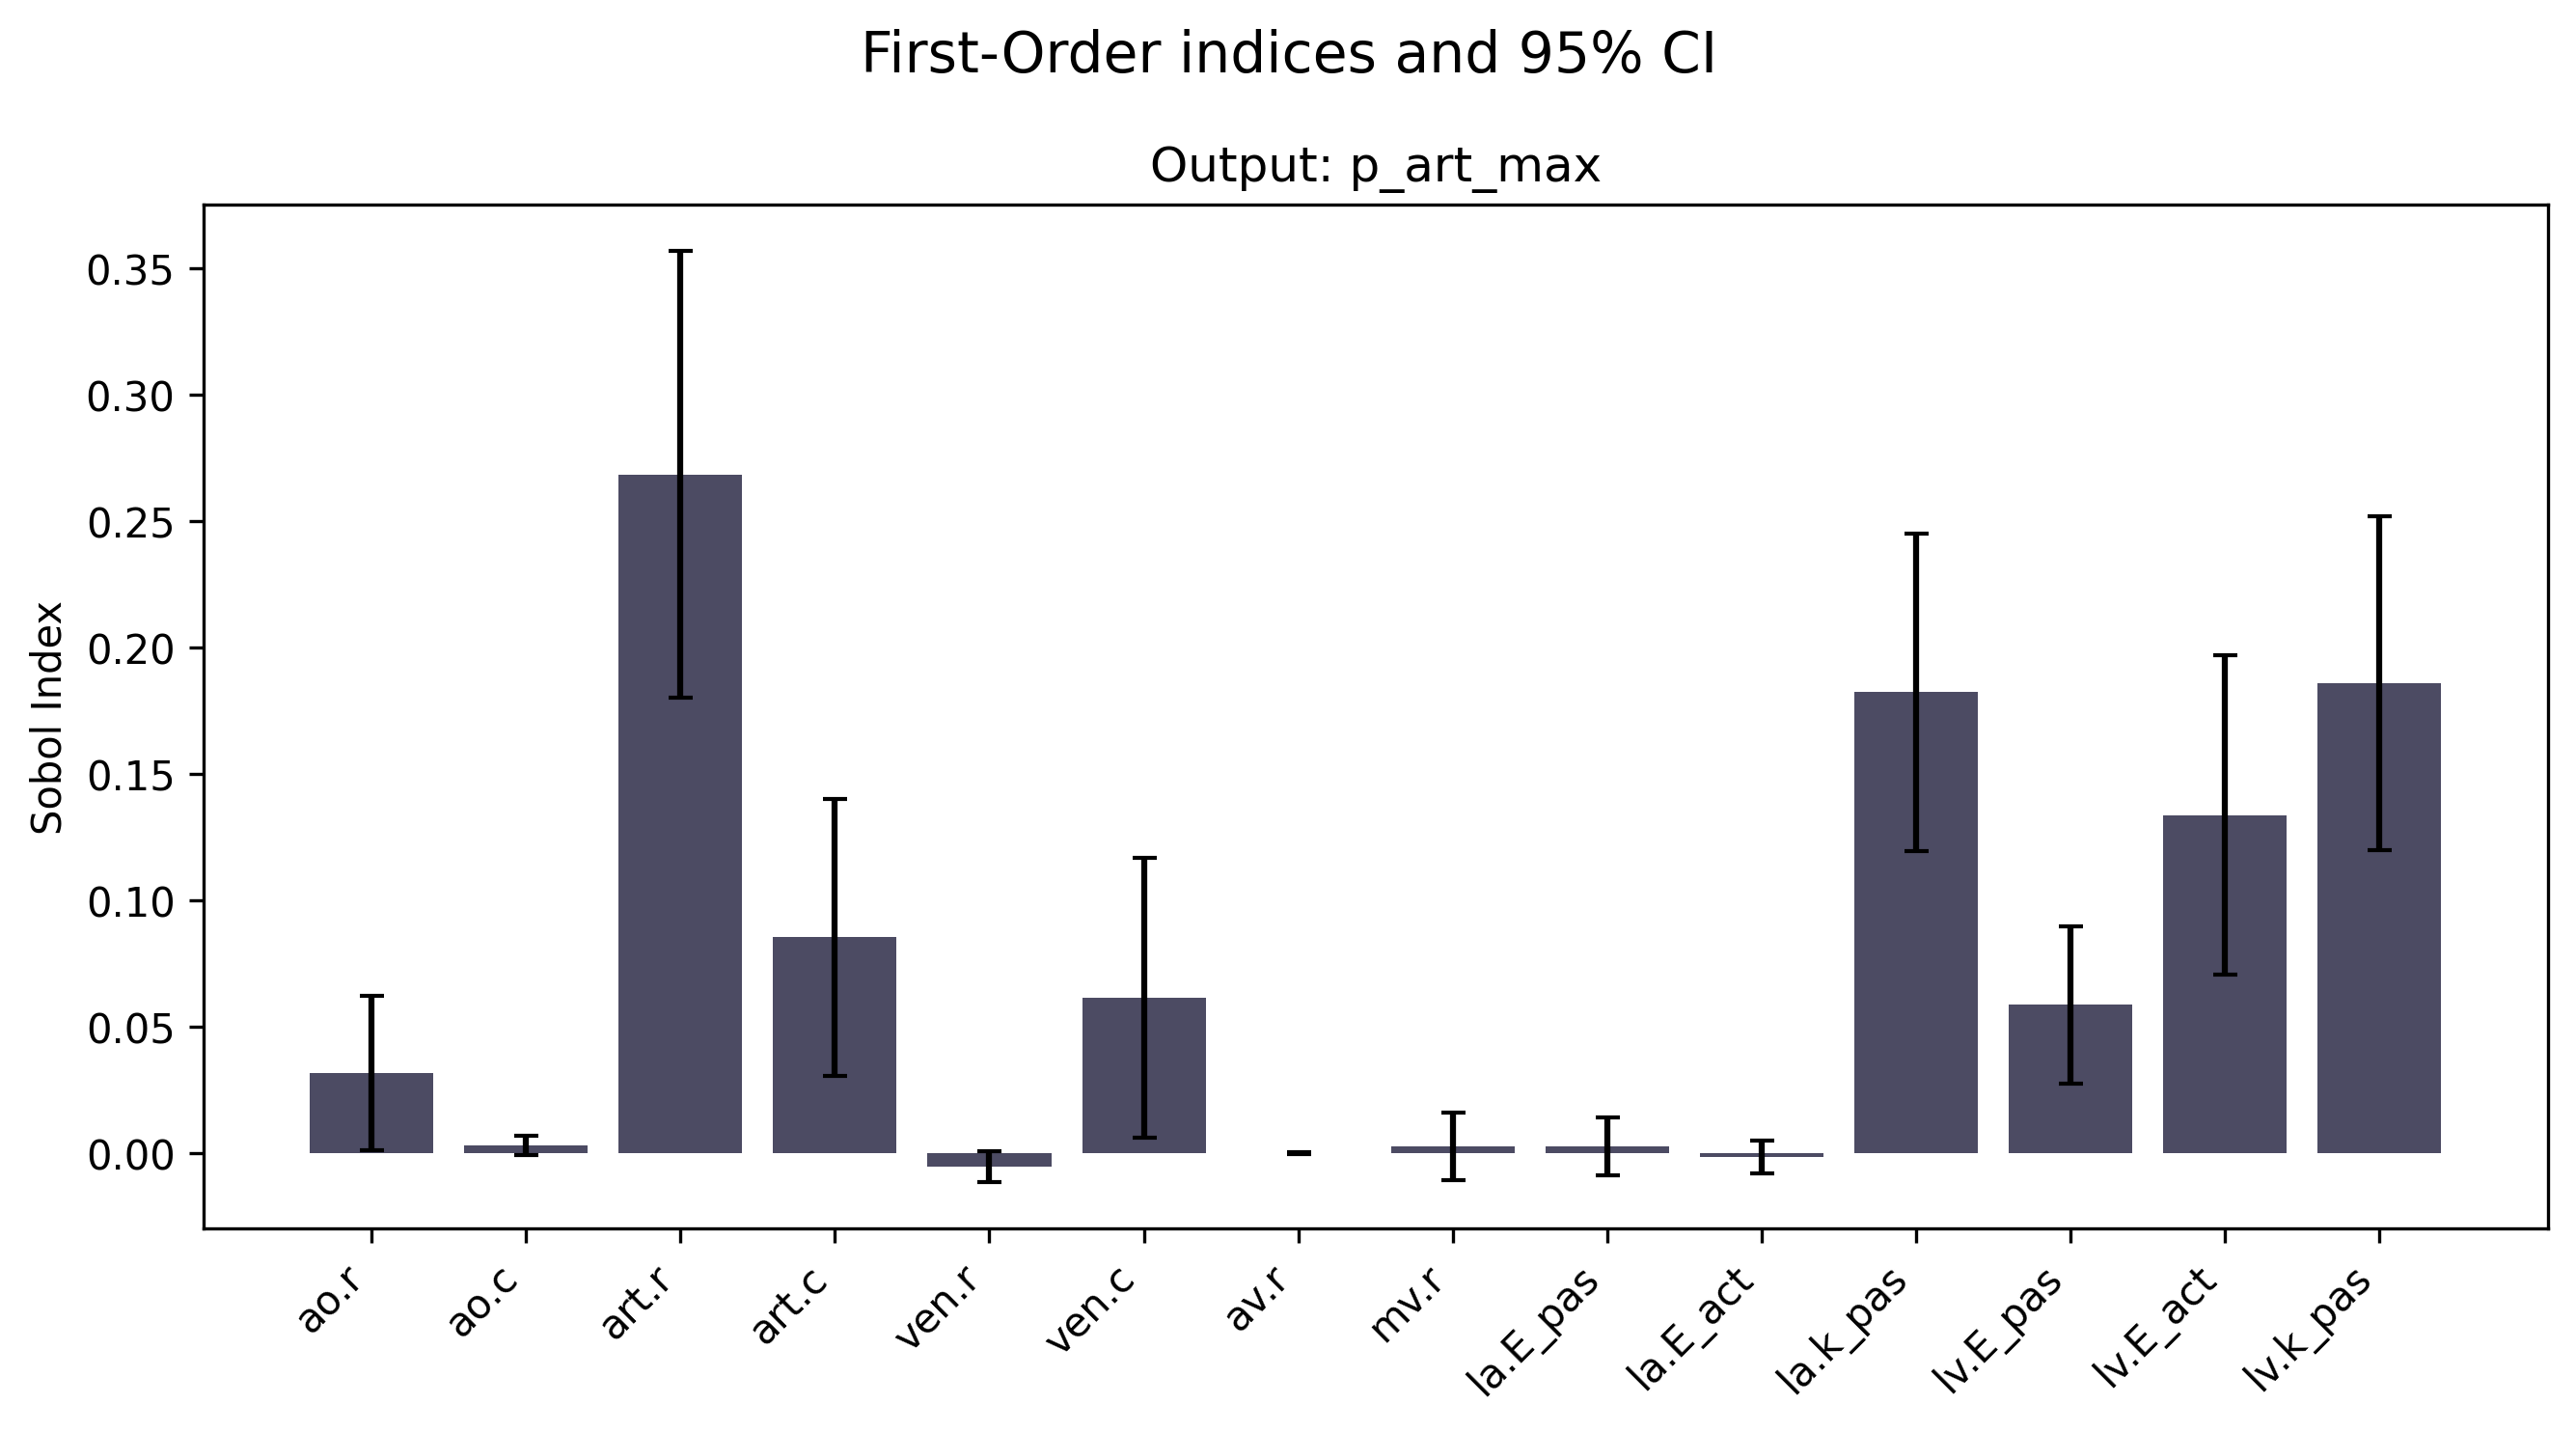 First-Order indices and 95% CI
Output: p_art_max
Sobol Index
0.35
0.30
0.25
0.20
0.15
0.10
0.05
0.00
ao.r
ao.c
art.r
art.c
ven.r
ven.c
av.r
mv.r
la.E_pas
la.E_act
la.k_pas
lv.E_pas
lv.E_act
lv.k_pas